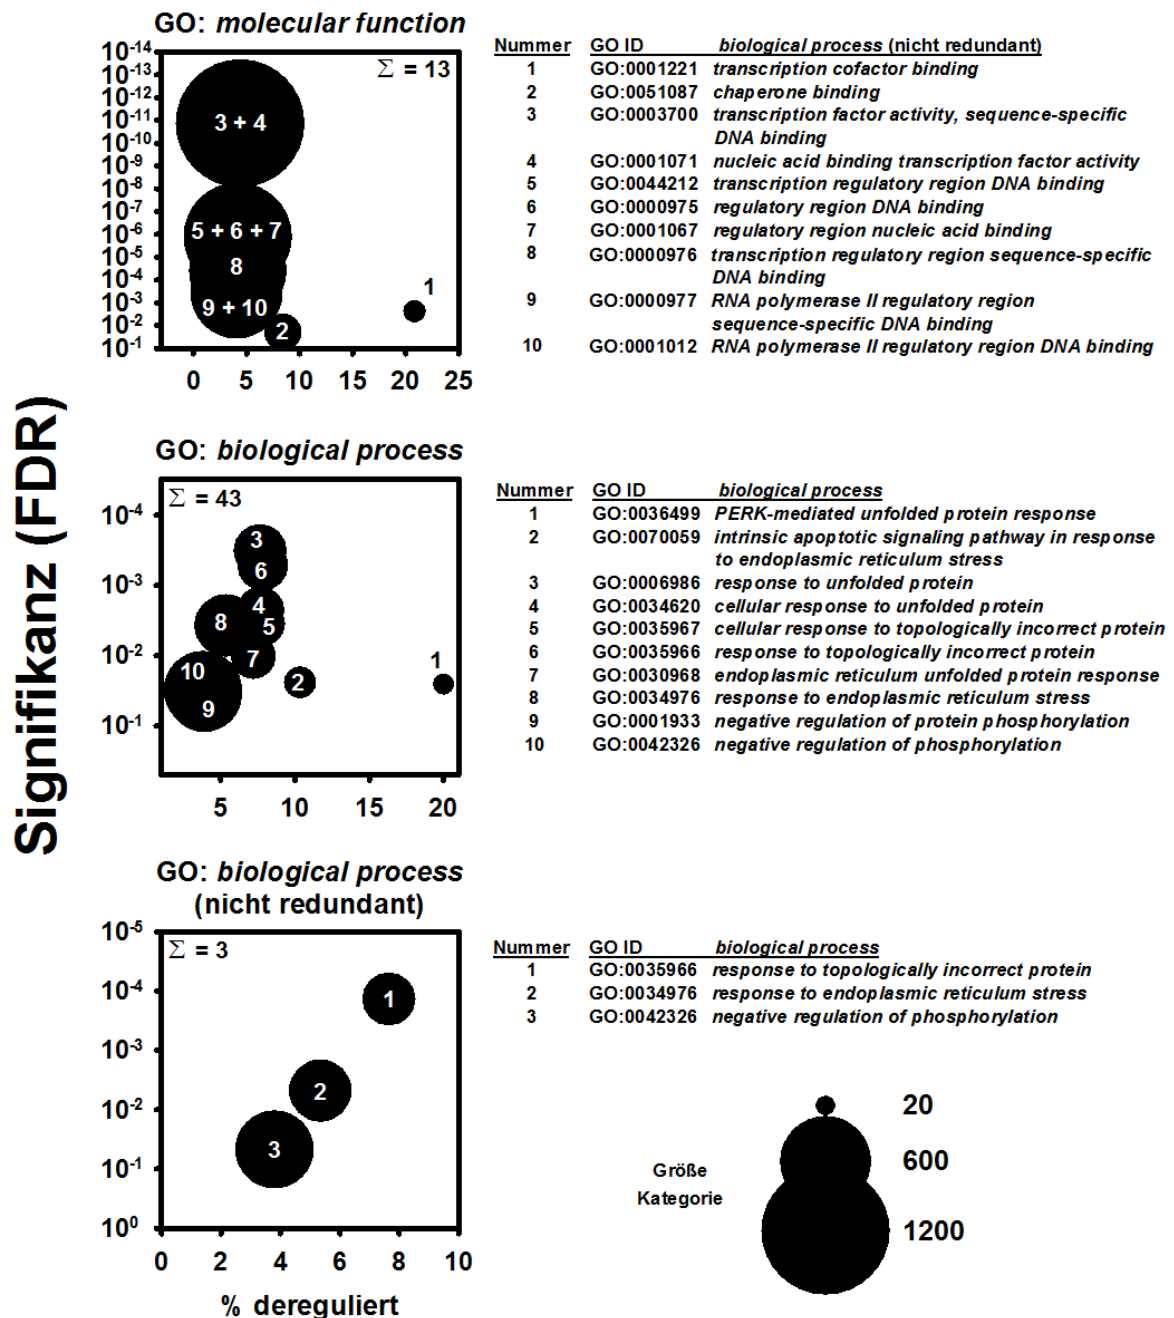 GO: molecular function
10-14
10-13
10-12
10-11
10-10
10-9
10-8
10-7
10-6
10-5
10-4
10-3
10-2
10-1
Σ = 13
3 + 4
5 + 6 + 7
8
9 + 10
2
1
0 5 10 15 20 25
Nummer GO ID biological process (nicht redundant)
1 GO:0001221 transcription cofactor binding
2 GO:0051087 chaperone binding
3 GO:0003700 transcription factor activity, sequence-specific
DNA binding
4 GO:0001071 nucleic acid binding transcription factor activity
5 GO:0044212 transcription regulatory region DNA binding
6 GO:0000975 regulatory region DNA binding
7 GO:0001067 regulatory region nucleic acid binding
8 GO:0000976 transcription regulatory region sequence-specific
DNA binding
9 GO:0000977 RNA polymerase II regulatory region
sequence-specific DNA binding
10 GO:0001012 RNA polymerase II regulatory region DNA binding
Signifikanz (FDR)
GO: biological process
10-4
10-3
10-2
10-1
Σ = 43
3
6
4
8
5
7
10
2
1
9
5 10 15 20
Nummer GO ID biological process
1 GO:0036499 PERK-mediated unfolded protein response
2 GO:0070059 intrinsic apoptotic signaling pathway in response
to endoplasmic reticulum stress
3 GO:0006986 response to unfolded protein
4 GO:0034620 cellular response to unfolded protein
5 GO:0035967 cellular response to topologically incorrect protein
6 GO:0035966 response to topologically incorrect protein
7 GO:0030968 endoplasmic reticulum unfolded protein response
8 GO:0034976 response to endoplasmic reticulum stress
9 GO:0001933 negative regulation of protein phosphorylation
10 GO:0042326 negative regulation of phosphorylation
GO: biological process
(nicht redundant)
10-5
10-4
10-3
10-2
10-1
100
Σ = 3
1
2
3
0 2 4 6 8 10
% dereguliert
Nummer GO ID biological process
1 GO:0035966 response to topologically incorrect protein
2 GO:0034976 response to endoplasmic reticulum stress
3 GO:0042326 negative regulation of phosphorylation
Größe
Kategorie
20
600
1200